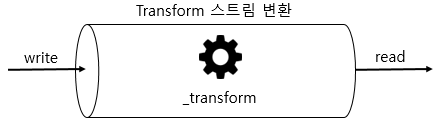 Transform 스트림 변환
write
read
_transform